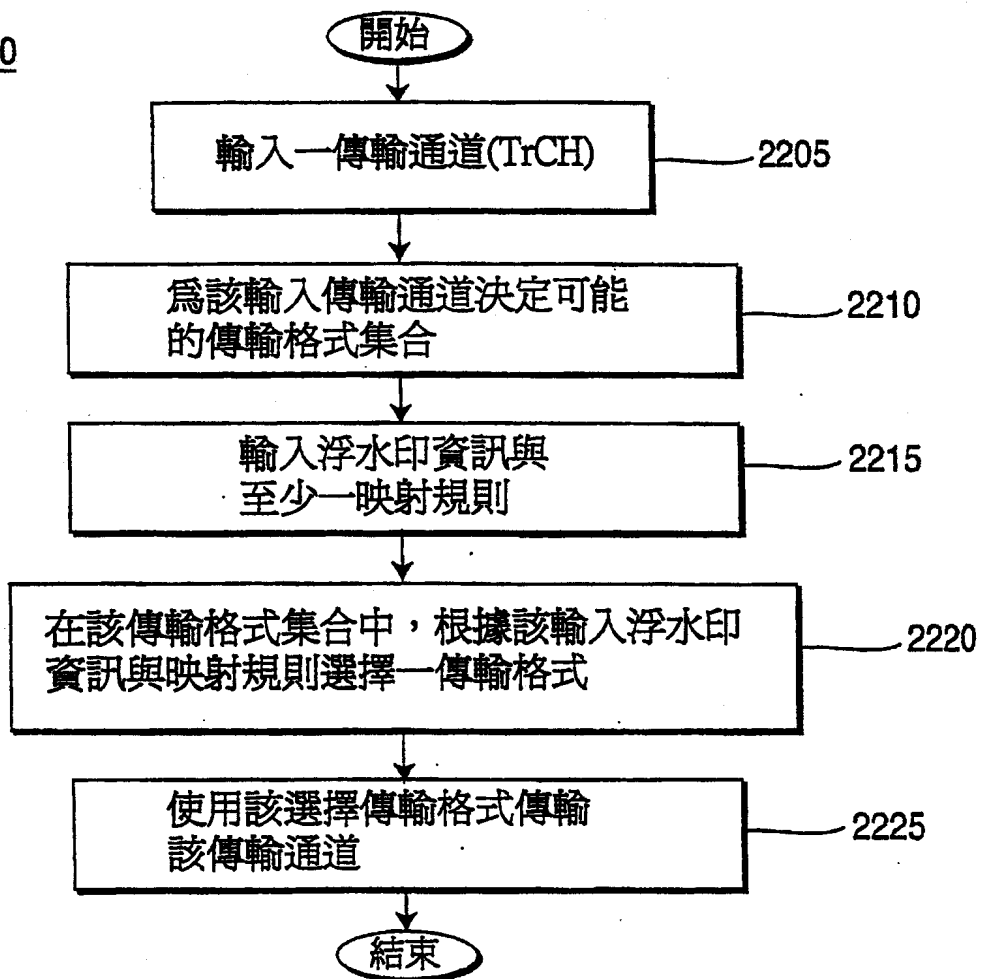 0
開始
輸入一傳輸通道(TrCH)
2205
爲該輸入傳輸通道決定可能
的傳輸格式集合
2210
輸入浮水印資訊與
至少一映射規則
2215
在該傳輸格式集合中，根據該輸入浮水印
資訊與映射規則選擇一傳輸格式
2220
使用該選擇傳輸格式傳輸
該傳輸通道
2225
結束